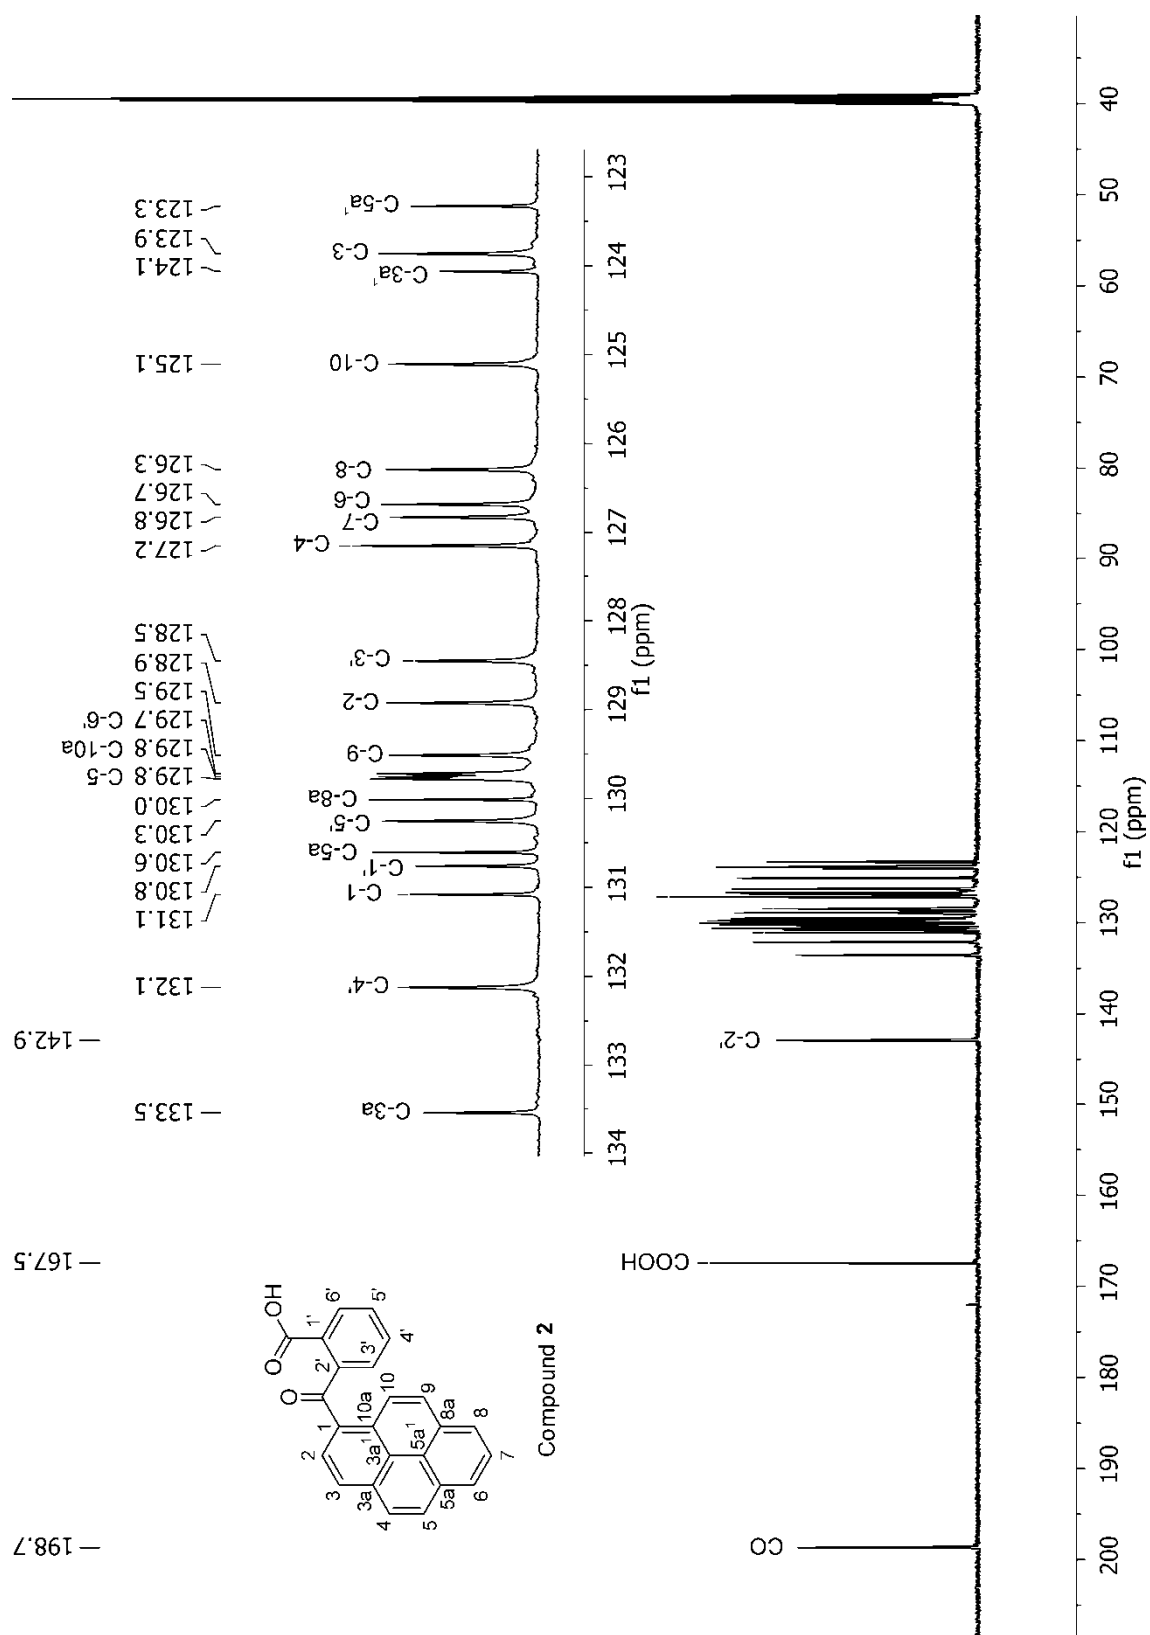 198.7
167.5
142.9
133.5
132.1
131.1
130.8
130.6
130.3
130.0
129.8 C-5
129.8 C-10a
129.7 C-6'
129.5
128.9
128.5
127.2
126.8
126.7
126.3
125.1
124.1
123.9
123.3
C-3a
C-4'
C-1
C-1'
C-5a
C-5'
C-8a
C-9
C-2
C-3'
C-4
C-7
C-6
C-8
C-10
C-3a¹
C-3
C-5a¹
134 133 132 131 130 129 128 127 126 125 124 123
f1 (ppm)
O
OH
O
1'
2'
3'
4'
5'
6'
1
2
3
3a
3a¹
4
5
5a
5a¹
6
7
8
8a
9
10
10a
Compound 2
CO
COOH
C-2'
200 190 180 170 160 150 140 130 120 110 100 90 80 70 60 50 40
f1 (ppm)